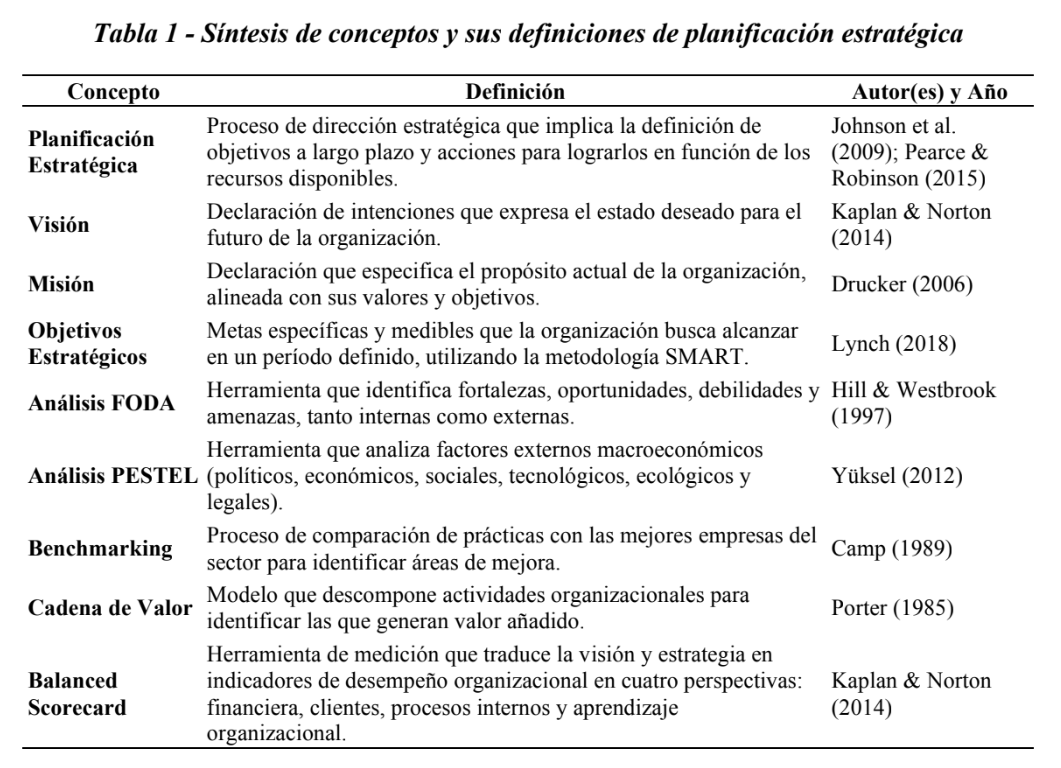 Tabla 1 - Síntesis de conceptos y sus definiciones de planificación estratégica
Concepto Definición Autor(es) y Año
Planificación
Estratégica
Proceso de dirección estratégica que implica la definición de
objetivos a largo plazo y acciones para lograrlos en función de los
recursos disponibles.
Johnson et al.
(2009); Pearce &
Robinson (2015)
Visión
Declaración de intenciones que expresa el estado deseado para el
futuro de la organización.
Kaplan & Norton
(2014)
Misión
Declaración que especifica el propósito actual de la organización,
alineada con sus valores y objetivos.
Drucker (2006)
Objetivos
Estratégicos
Metas específicas y medibles que la organización busca alcanzar
en un período definido, utilizando la metodología SMART.
Lynch (2018)
Análisis FODA
Herramienta que identifica fortalezas, oportunidades, debilidades y
amenazas, tanto internas como externas.
Hill & Westbrook
(1997)
Análisis PESTEL
Herramienta que analiza factores externos macroeconómicos
(políticos, económicos, sociales, tecnológicos, ecológicos y
legales).
Yüksel (2012)
Benchmarking
Proceso de comparación de prácticas con las mejores empresas del
sector para identificar áreas de mejora.
Camp (1989)
Cadena de Valor
Modelo que descompone actividades organizacionales para
identificar las que generan valor añadido.
Porter (1985)
Balanced
Scorecard
Herramienta de medición que traduce la visión y estrategia en
indicadores de desempeño organizacional en cuatro perspectivas:
financiera, clientes, procesos internos y aprendizaje
organizacional.
Kaplan & Norton
(2014)